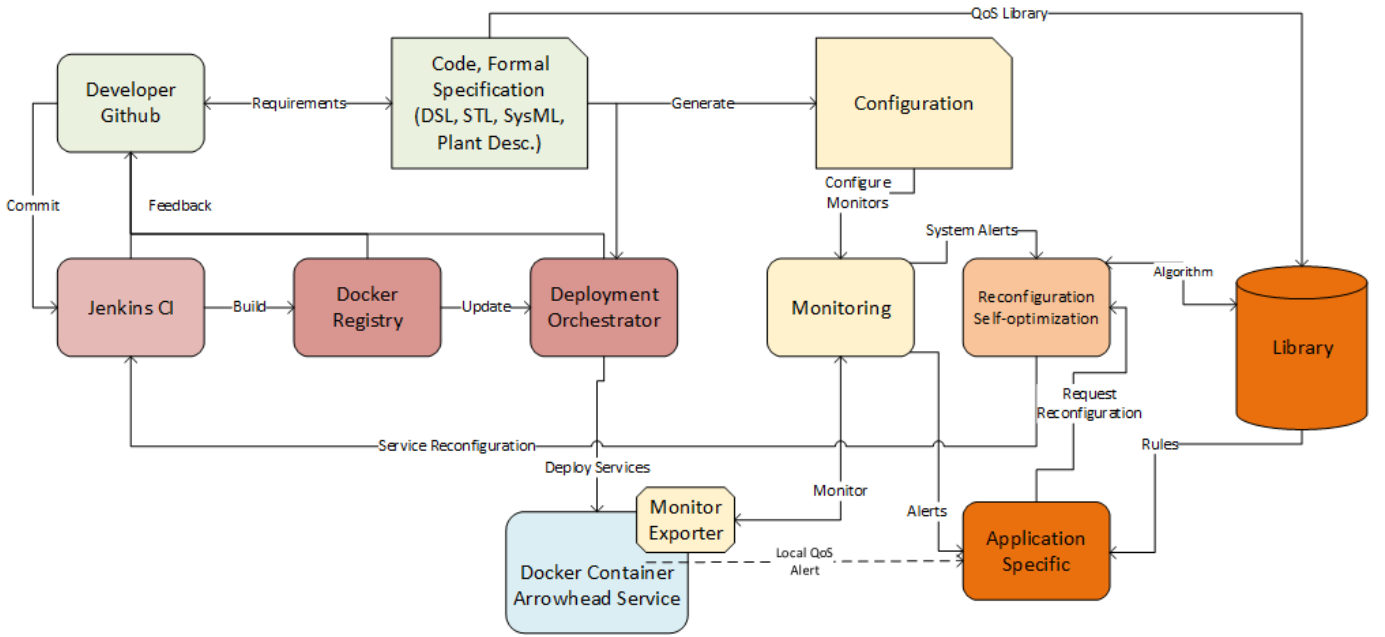 QoS Library
Developer
Github
Requirements
Code, Formal
Specification
(DSL, STL, SysML,
Plant Desc.)
Generate
Configuration
Commit
Feedback
Configure
Monitors
System Alerts
Algorithm
Jenkins CI
Build
Docker
Registry
Update
Deployment
Orchestrator
Monitoring
Reconfiguration
Self-optimization
Library
Request
Reconfiguration
Service Reconfiguration
Rules
Deploy Services
Monitor
Monitor
Exporter
Alerts
Application
Specific
Local QoS
Alert
Docker Container
Arrowhead Service